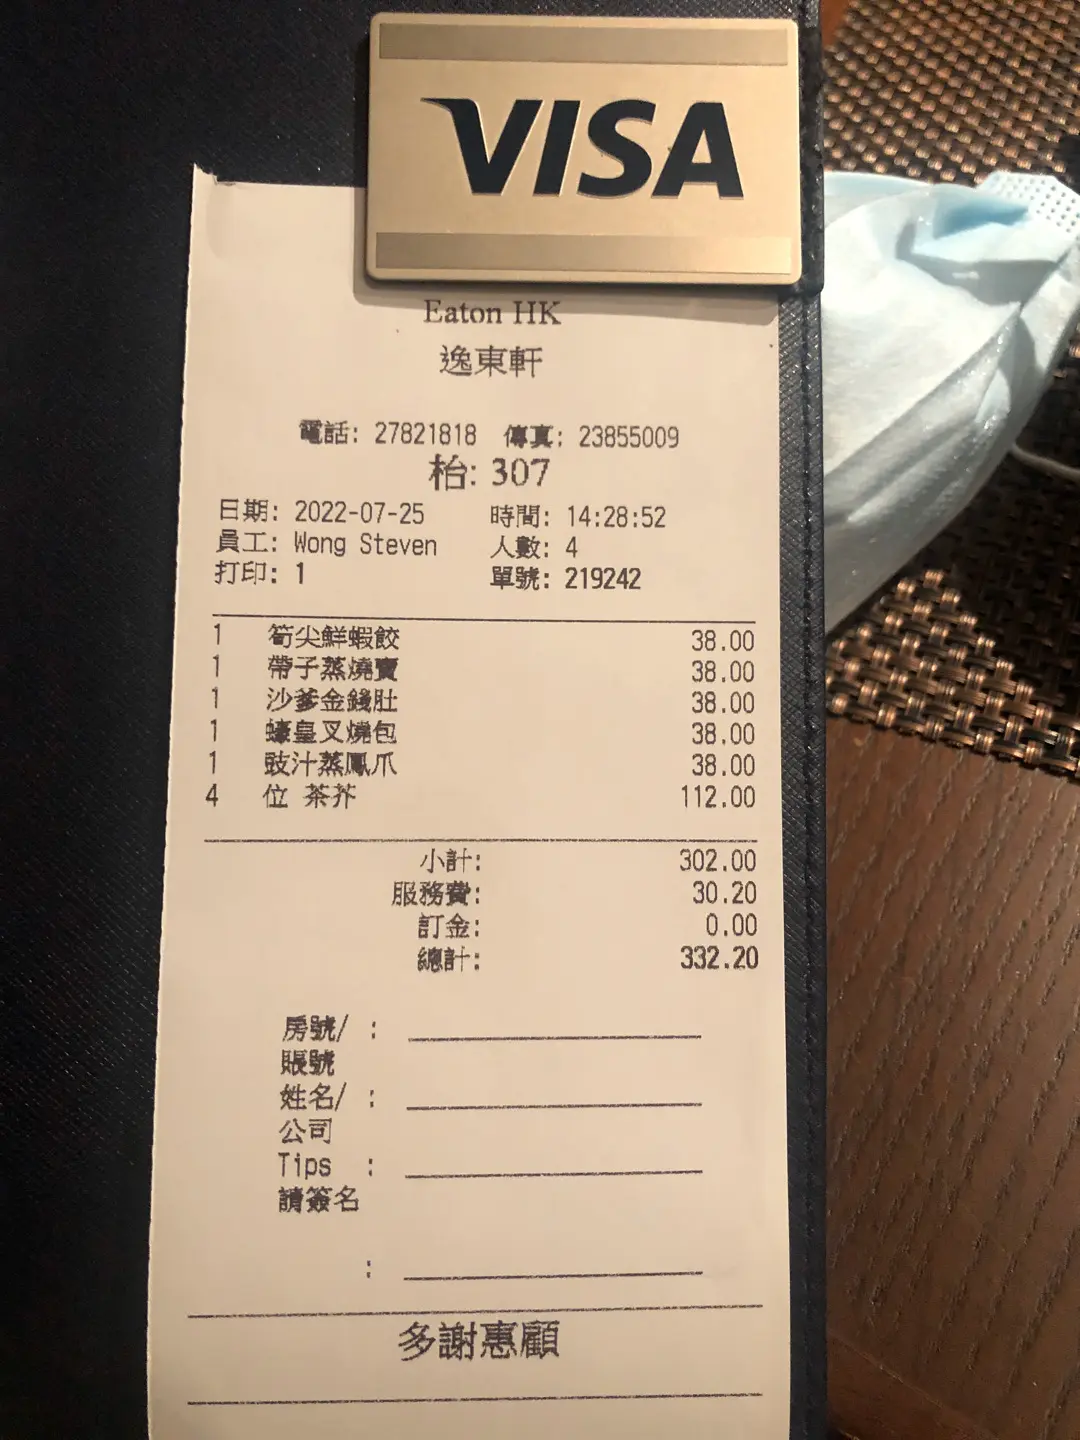 VISA
Eaton HK
逸東軒
電話: 27821818 傳真: 23855009
枱: 307
日期: 2022-07-25 時間: 14:28:52
員工: Wong Steven 人數: 4
打印: 1 單號: 219242
1 筍尖鮮蝦餃 38.00
1 帶子蒸燒賣 38.00
1 沙爹金錢肚 38.00
1 蠔皇叉燒包 38.00
1 豉汁蒸鳳爪 38.00
4 位 茶芥 112.00
小計: 302.00
服務費: 30.20
訂金: 0.00
總計: 332.20
房號/ :
賬號
姓名/ :
公司
Tips :
請簽名
:
多謝惠顧